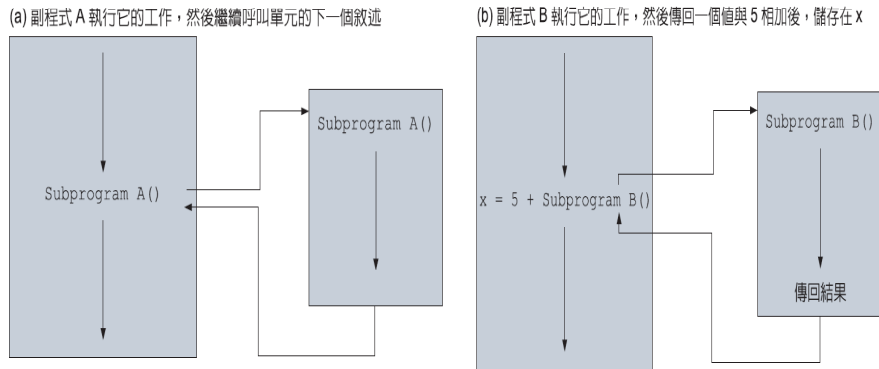 (a) 副程式 A 執行它的工作，然後繼續呼叫單元的下一個敘述
Subprogram A()
Subprogram A()
(b) 副程式 B 執行它的工作，然後傳回一個值與 5 相加後，儲存在 x
Subprogram B()
x = 5 + Subprogram B()
傳回結果